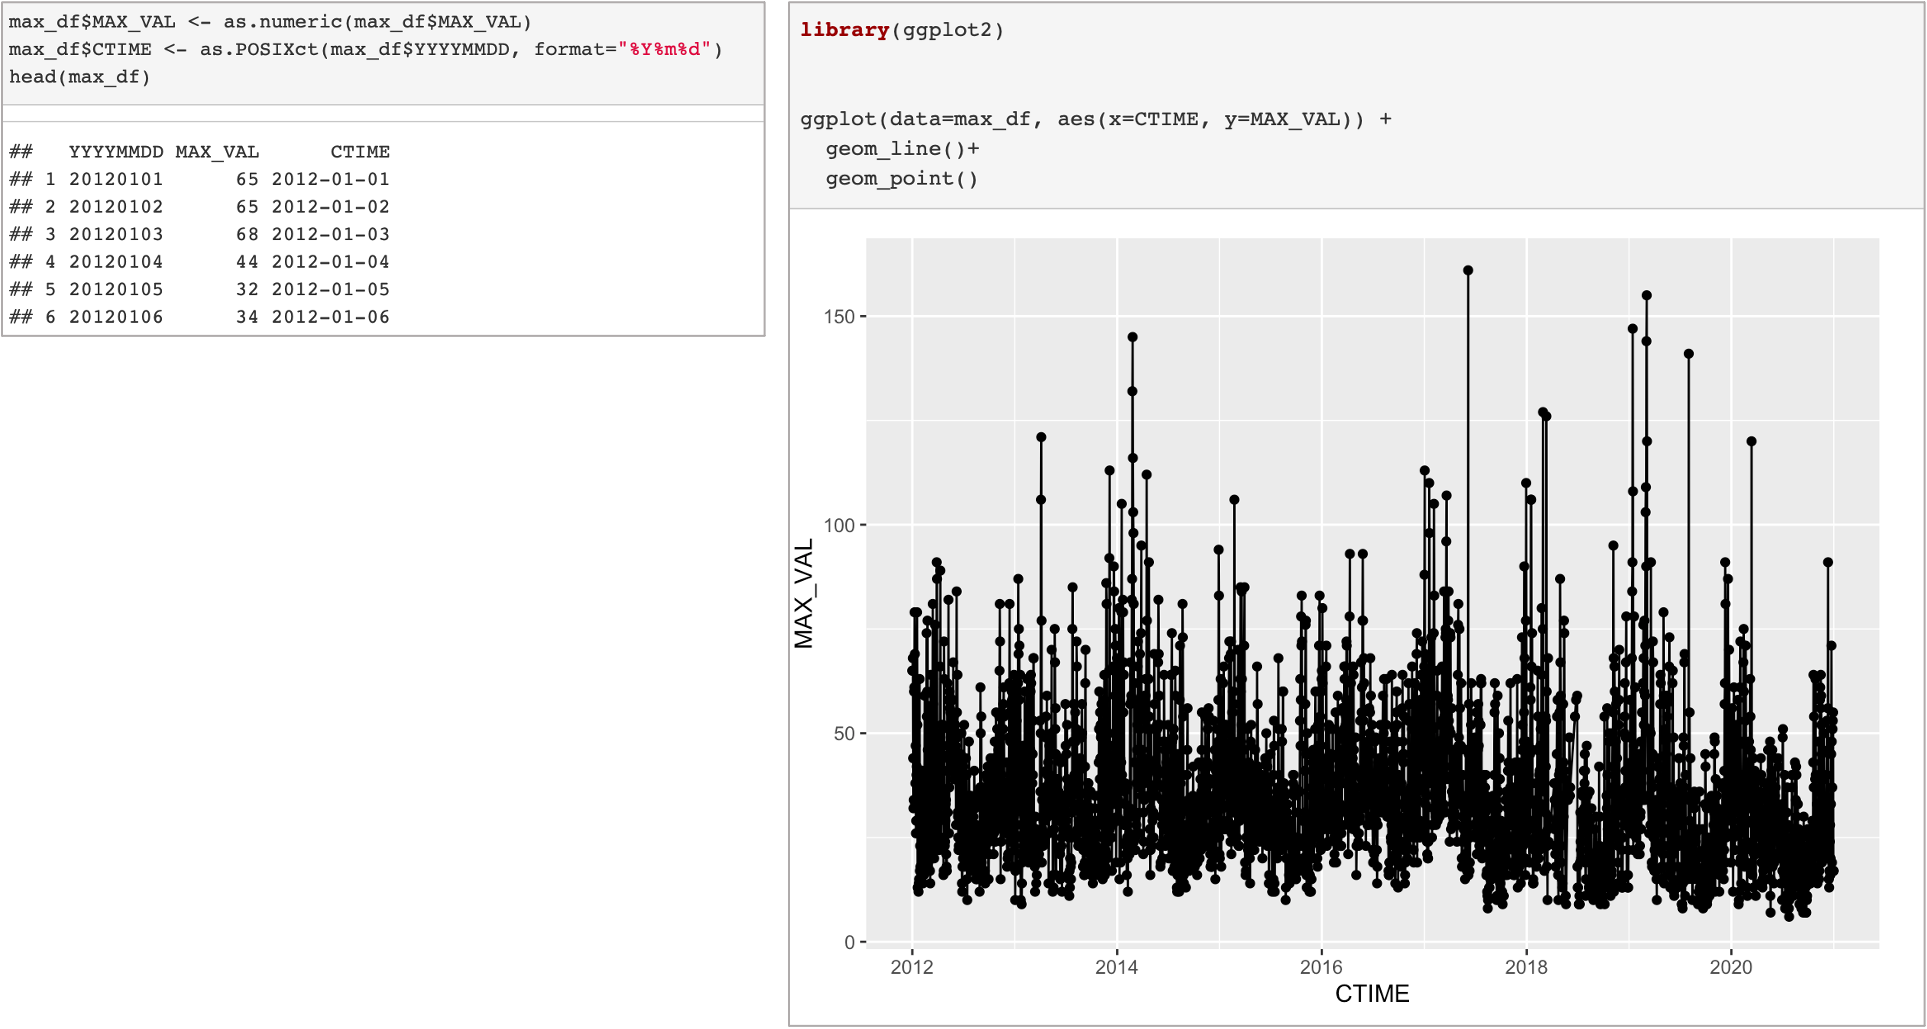 max_df$MAX_VAL <- as.numeric(max_df$MAX_VAL)
max_df$CTIME <- as.POSIXct(max_df$YYYYMMDD, format="%Y%m%d")
head(max_df)
##   YYYYMMDD MAX_VAL      CTIME
## 1 20120101      65 2012-01-01
## 2 20120102      65 2012-01-02
## 3 20120103      68 2012-01-03
## 4 20120104      44 2012-01-04
## 5 20120105      32 2012-01-05
## 6 20120106      34 2012-01-06
library(ggplot2)
ggplot(data=max_df, aes(x=CTIME, y=MAX_VAL)) +
  geom_line()+
  geom_point()
150
100
50
0
MAX_VAL
2012 2014 2016 2018 2020
CTIME